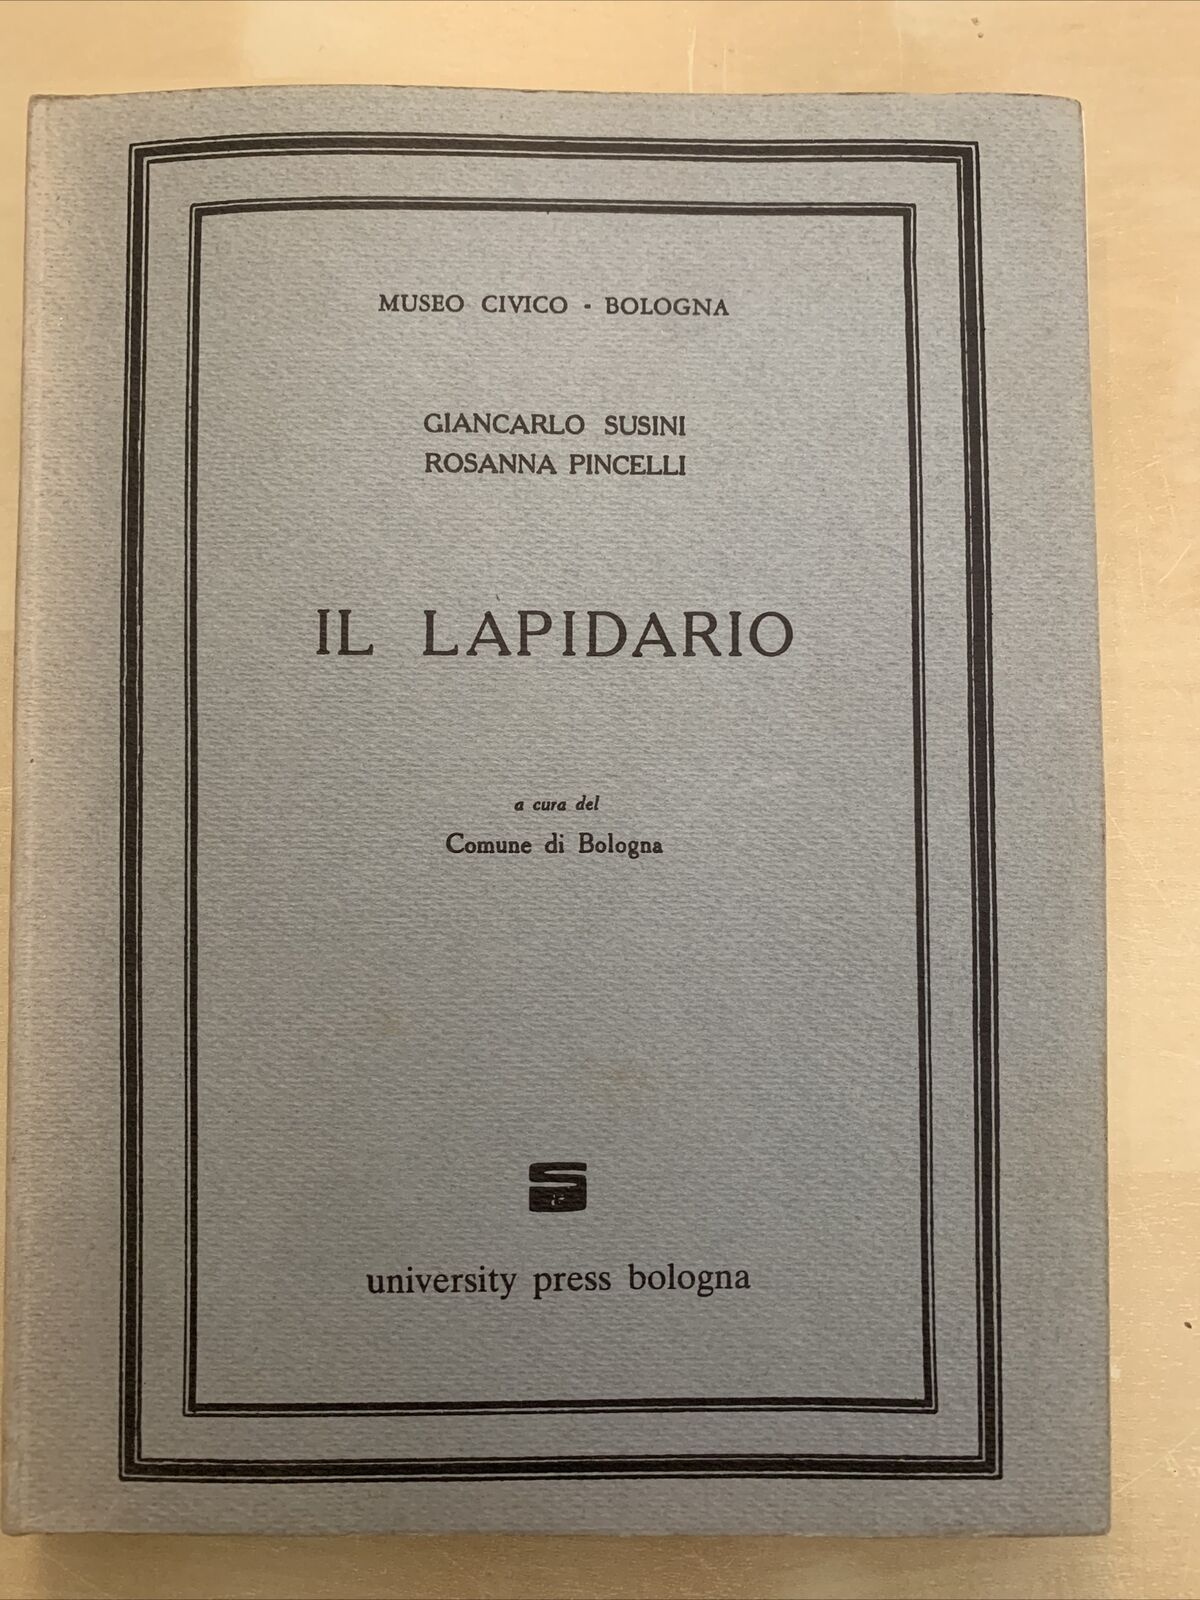 MUSEO CIVICO - BOLOGNA
GIANCARLO SUSINI
ROSANNA PINCELLI
IL LAPIDARIO
a cura del
Comune di Bologna
S
university press bologna